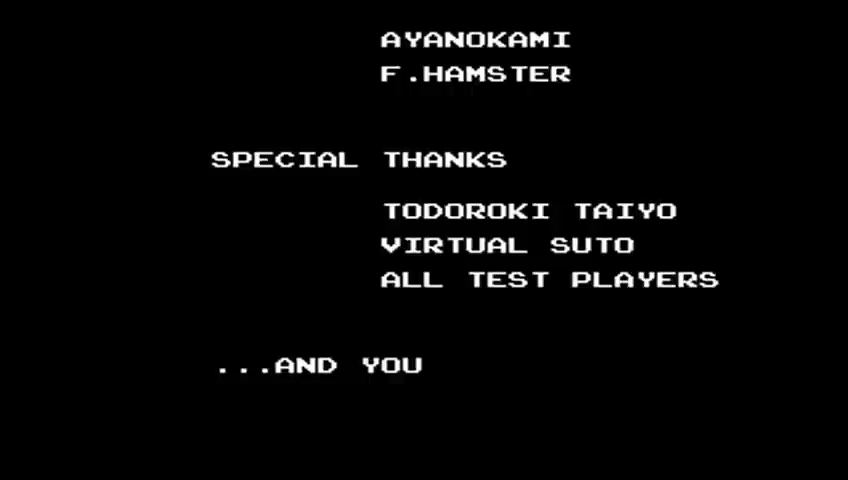 AYANOKAMI
F.HAMSTER
SPECIAL THANKS
TODOROKI TAIYO
VIRTUAL SUTO
ALL TEST PLAYERS
...AND YOU